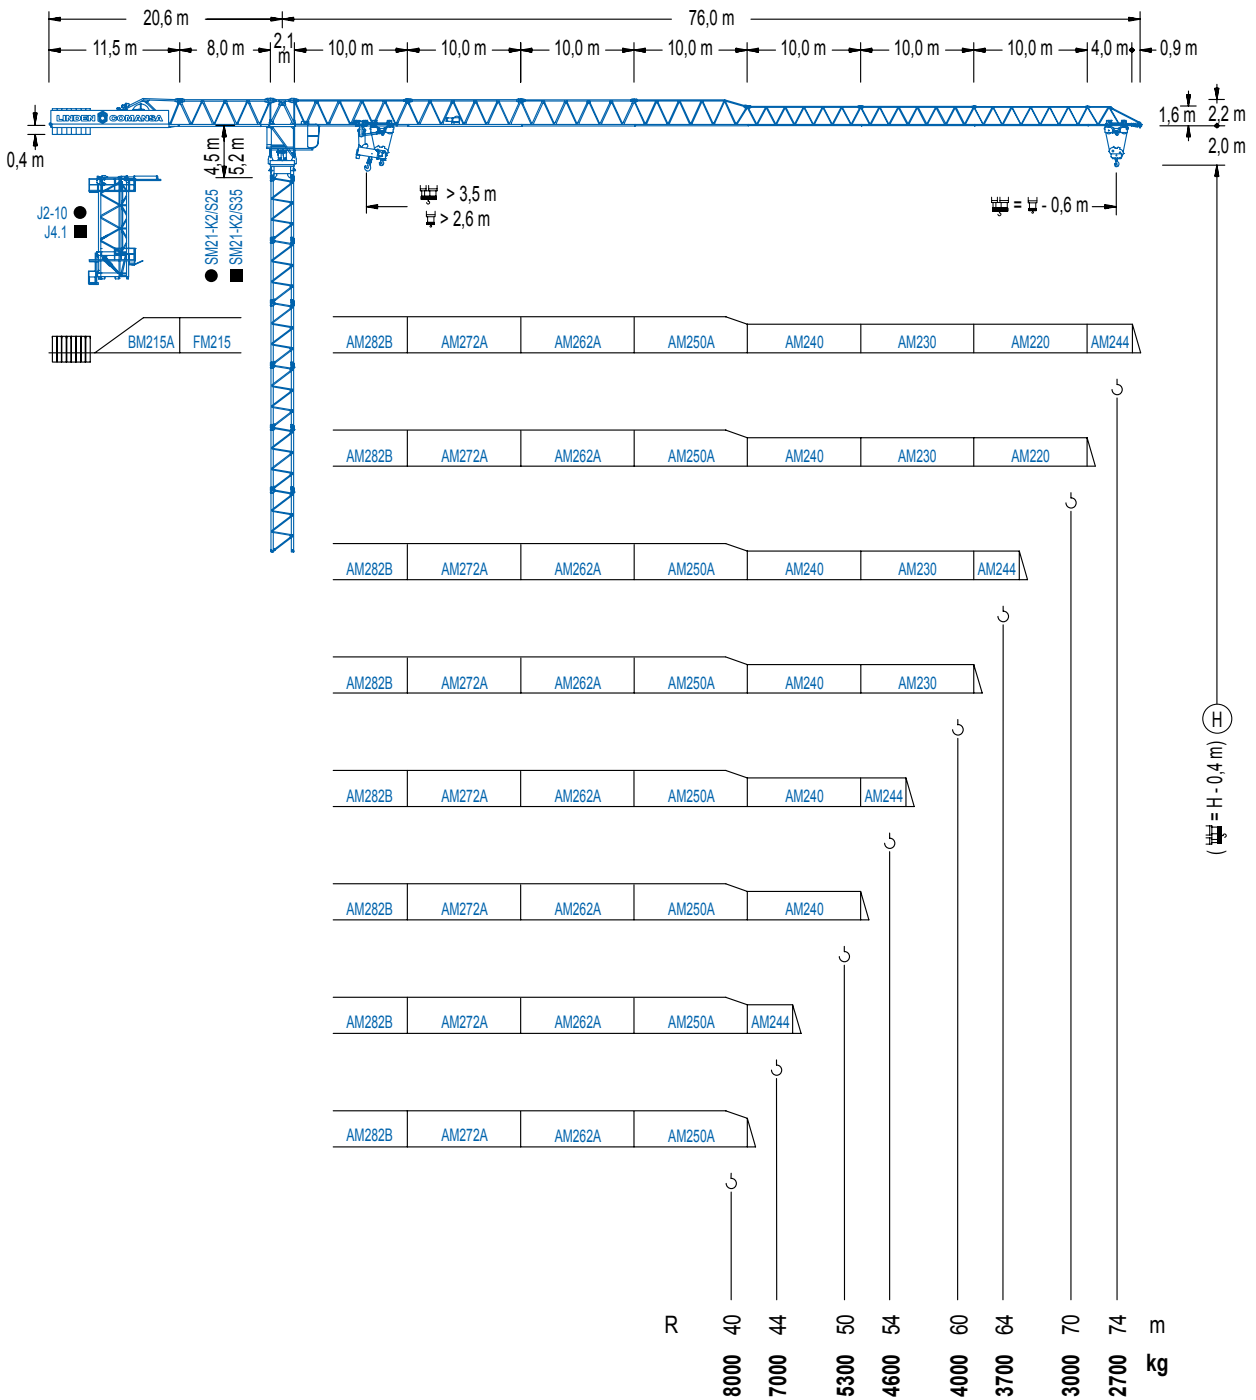 20,6 m 76,0 m
11,5 m 8,0 m 2,1 m 10,0 m 10,0 m 10,0 m 10,0 m 10,0 m 10,0 m 10,0 m 4,0 m 0,9 m
LINDEN COMANSA
1,6 m 2,2 m
0,4 m 4,5 m 5,2 m 2,0 m
> 3,5 m
> 2,6 m
= - 0,6 m
J2-10
J4.1
SM21-K2/S25
SM21-K2/S35
BM215A FM215 AM282B AM272A AM262A AM250A AM240 AM230 AM220 AM244
AM282B AM272A AM262A AM250A AM240 AM230 AM220
AM282B AM272A AM262A AM250A AM240 AM230 AM244
AM282B AM272A AM262A AM250A AM240 AM230
H
( = H - 0,4 m)
AM282B AM272A AM262A AM250A AM240 AM244
AM282B AM272A AM262A AM250A AM240
AM282B AM272A AM262A AM250A AM244
AM282B AM272A AM262A AM250A
R 40 44 50 54 60 64 70 74 m
8000 7000 5300 4600 4000 3700 3000 2700 kg